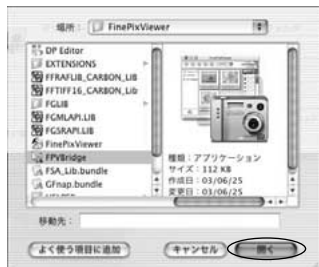 場所： FinePixViewer
DP Editor
EXTENSIONS
FFRAFLIB_CARBON_LIB
FFTIFF16_CARBON_Lib
FGLIB
FGMLAPI.LIB
FGSRAPI.LIB
FinePixViewer
FPVBridge
FSA_Lib.bundle
GFnap.bundle
種類：アプリケーション
サイズ：112 KB
作成日：03/06/25
変更日：03/06/25
移動先：
よく使う項目に追加
キャンセル
開く